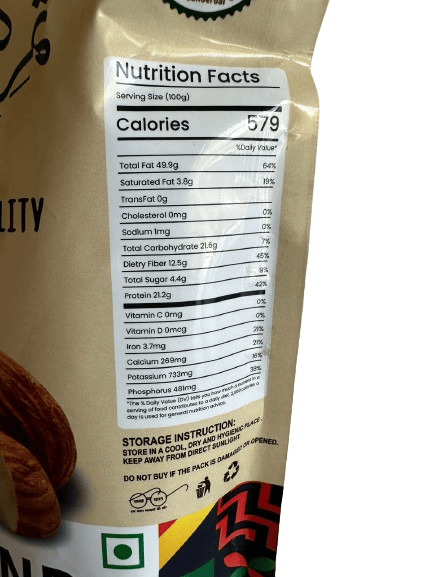 LITY
Nutrition Facts
Serving Size (100g)
Calories 579
%Daily Value*
Total Fat 49.9g 64%
Saturated Fat 3.8g 19%
TransFat 0g
Cholesterol 0mg 0%
Sodium 1mg 0%
Total Carbohydrate 21.6g 7%
Dietry Fiber 12.5g 45%
Total Sugar 4.4g 9%
Protein 21.2g 42%
Vitamin C 0mg 0%
Vitamin D 0mcg 0%
Iron 3.7mg 21%
Calcium 269mg 21%
Potassium 733mg 16%
Phosphorus 481mg 38%
*The % Daily Value (DV) tells you how much a nutrient in a
serving of food contributes to a daily diet. 2,000 calories a
day is used for general nutrition advice.
STORAGE INSTRUCTION:
STORE IN A COOL, DRY AND HYGIENIC PLACE.
KEEP AWAY FROM DIRECT SUNLIGHT.
DO NOT BUY IF THE PACK IS DAMAGED OR OPENED.